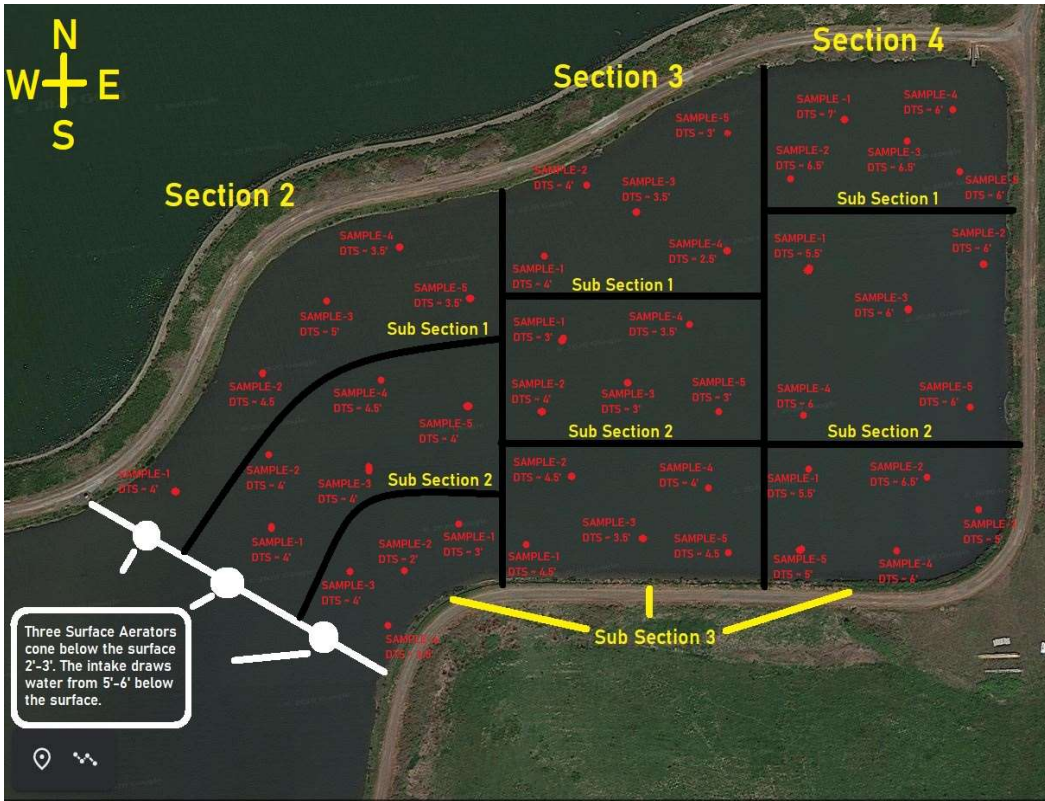 N
W E
S
Section 2
Section 3
Section 4
SAMPLE-4
DTS ~ 3.5'
SAMPLE-5
DTS ~ 3.5'
SAMPLE-3
DTS ~ 5'
SAMPLE-2
DTS ~ 4.5
SAMPLE-1
DTS ~ 4'
Sub Section 1
SAMPLE-4
DTS ~ 4.5'
SAMPLE-5
DTS ~ 4'
SAMPLE-2
DTS ~ 4'
SAMPLE-3
DTS ~ 4'
DTS ~ 4'
SAMPLE-1
Sub Section 2
SAMPLE-1
DTS ~ 3'
SAMPLE-2
DTS ~ 2'
SAMPLE-3
DTS ~ 4'
SAMPLE-5
DTS ~ 3'
SAMPLE-2
DTS ~ 4'
SAMPLE-3
DTS ~ 3.5'
SAMPLE-4
DTS ~ 2.5'
SAMPLE-1
DTS ~ 4'
Sub Section 1
SAMPLE-1
DTS ~ 3'
SAMPLE-4
DTS ~ 3.5'
SAMPLE-2
DTS ~ 4'
SAMPLE-3
DTS ~ 3'
SAMPLE-5
DTS ~ 3'
Sub Section 2
SAMPLE-2
DTS ~ 4.5'
SAMPLE-4
DTS ~ 4'
SAMPLE-3
DTS ~ 3.5'
SAMPLE-1
DTS ~ 4.5'
SAMPLE-5
DTS ~ 4.5
SAMPLE -1
DTS ~ 7'
SAMPLE-4
DTS ~ 6'
SAMPLE-2
DTS ~ 6.5'
SAMPLE-3
DTS ~ 6.5'
SAMPLE-5
DTS ~ 6'
Sub Section 1
SAMPLE-1
DTS ~ 5.5'
SAMPLE-2
DTS ~ 6'
SAMPLE-3
DTS ~ 6'
SAMPLE-4
DTS ~ 6
SAMPLE-5
DTS ~ 6'
Sub Section 2
SAMPLE-1
DTS ~ 5.5'
SAMPLE-2
DTS ~ 6.5'
DTS ~ 5'
SAMPLE-5
DTS ~ 5'
SAMPLE-4
DTS ~ 6'
Sub Section 3
Three Surface Aerators
cone below the surface
2'-3'. The intake draws
water from 5'-6' below
the surface.